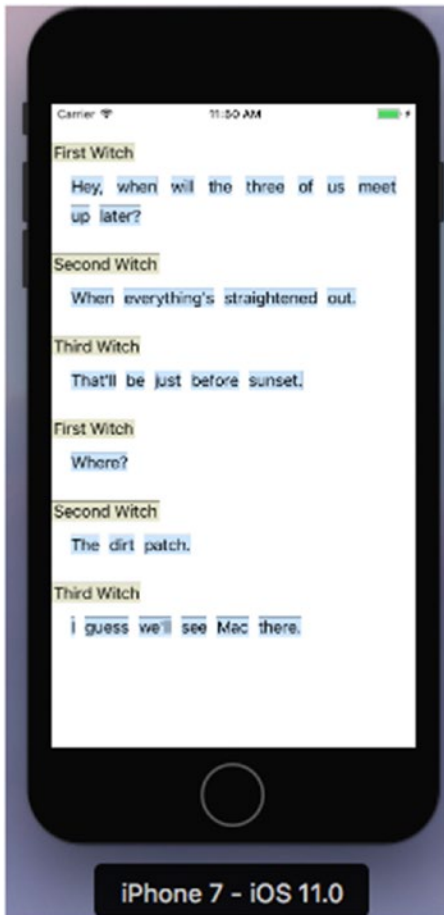 Carrier 11:50 AM
First Witch
Hey, when will the three of us meet
up later?
Second Witch
When everything's straightened out.
Third Witch
That'll be just before sunset.
First Witch
Where?
Second Witch
The dirt patch.
Third Witch
I guess we'll see Mac there.
iPhone 7 - iOS 11.0